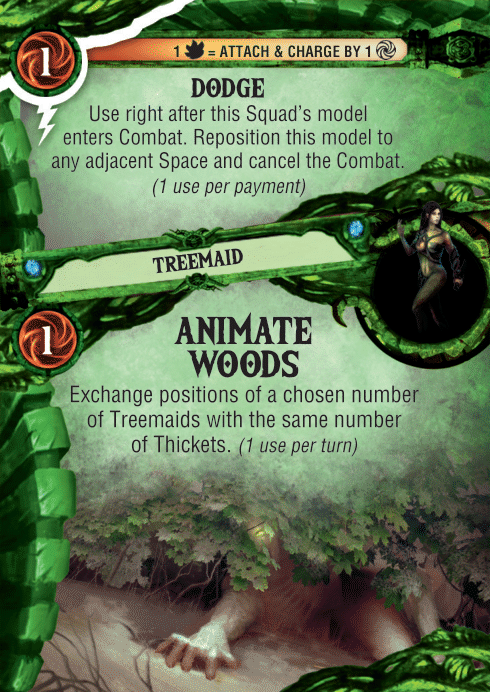 1
1 = ATTACH & CHARGE BY 1
DODGE
Use right after this Squad's model
enters Combat. Reposition this model to
any adjacent Space and cancel the Combat.
(1 use per payment)
TREEMAID
1
ANIMATE
WOODS
Exchange positions of a chosen number
of Treemaids with the same number
of Thickets. (1 use per turn)